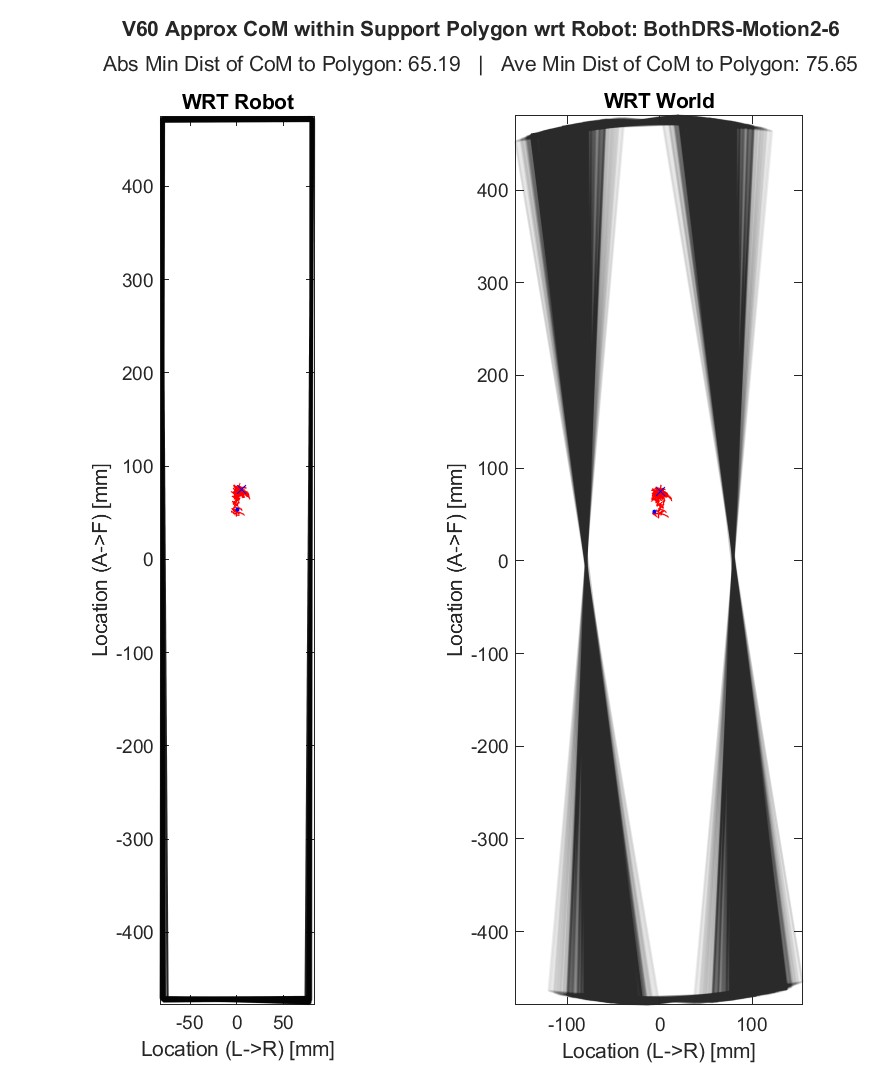 V60 Approx CoM within Support Polygon wrt Robot: BothDRS-Motion2-6
Abs Min Dist of CoM to Polygon: 65.19 | Ave Min Dist of CoM to Polygon: 75.65
WRT Robot
400
300
200
100
0
-100
-200
-300
-400
Location (A->F) [mm]
-50 0 50
Location (L->R) [mm]
WRT World
400
300
200
100
0
-100
-200
-300
-400
Location (A->F) [mm]
-100 0 100
Location (L->R) [mm]